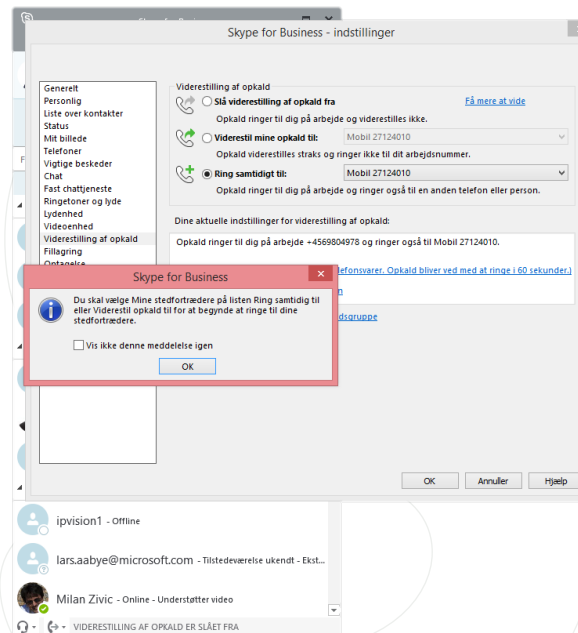 Skype for Business - indstillinger
Generelt
Personlig
Liste over kontakter
Status
Mit billede
Telefoner
Vigtige beskeder
Chat
Fast chattjeneste
Ringetoner og lyde
Lydenhed
Videoenhed
Viderestilling af opkald
Fillagring
Optagelse
Viderestilling af opkald
Slå viderestilling af opkald fra
Få mere at vide
Opkald ringer til dig på arbejde og viderestilles ikke.
Viderestil mine opkald til:
Mobil 27124010
Opkald viderestilles straks og ringer ikke til dit arbejdsnummer.
Ring samtidigt til:
Mobil 27124010
Opkald ringer til dig på arbejde og ringer også til en anden telefon eller person.
Dine aktuelle indstillinger for viderestilling af opkald:
Opkald ringer til dig på arbejde +4569804978 og ringer også til Mobil 27124010.
lefonsvarer. Opkald bliver ved med at ringe i 60 sekunder.)
dsgruppe
Skype for Business
Du skal vælge Mine stedfortrædere på listen Ring samtidig til
eller Viderestil opkald til for at begynde at ringe til dine
stedfortrædere.
Vis ikke denne meddelelse igen
OK
OK
Annuller
Hjælp
ipvision1 - Offline
lars.aabye@microsoft.com - Tilstedeværelse ukendt - Ekst...
Milan Zivic - Online - Understøtter video
VIDERESTILLING AF OPKALD ER SLÅET FRA